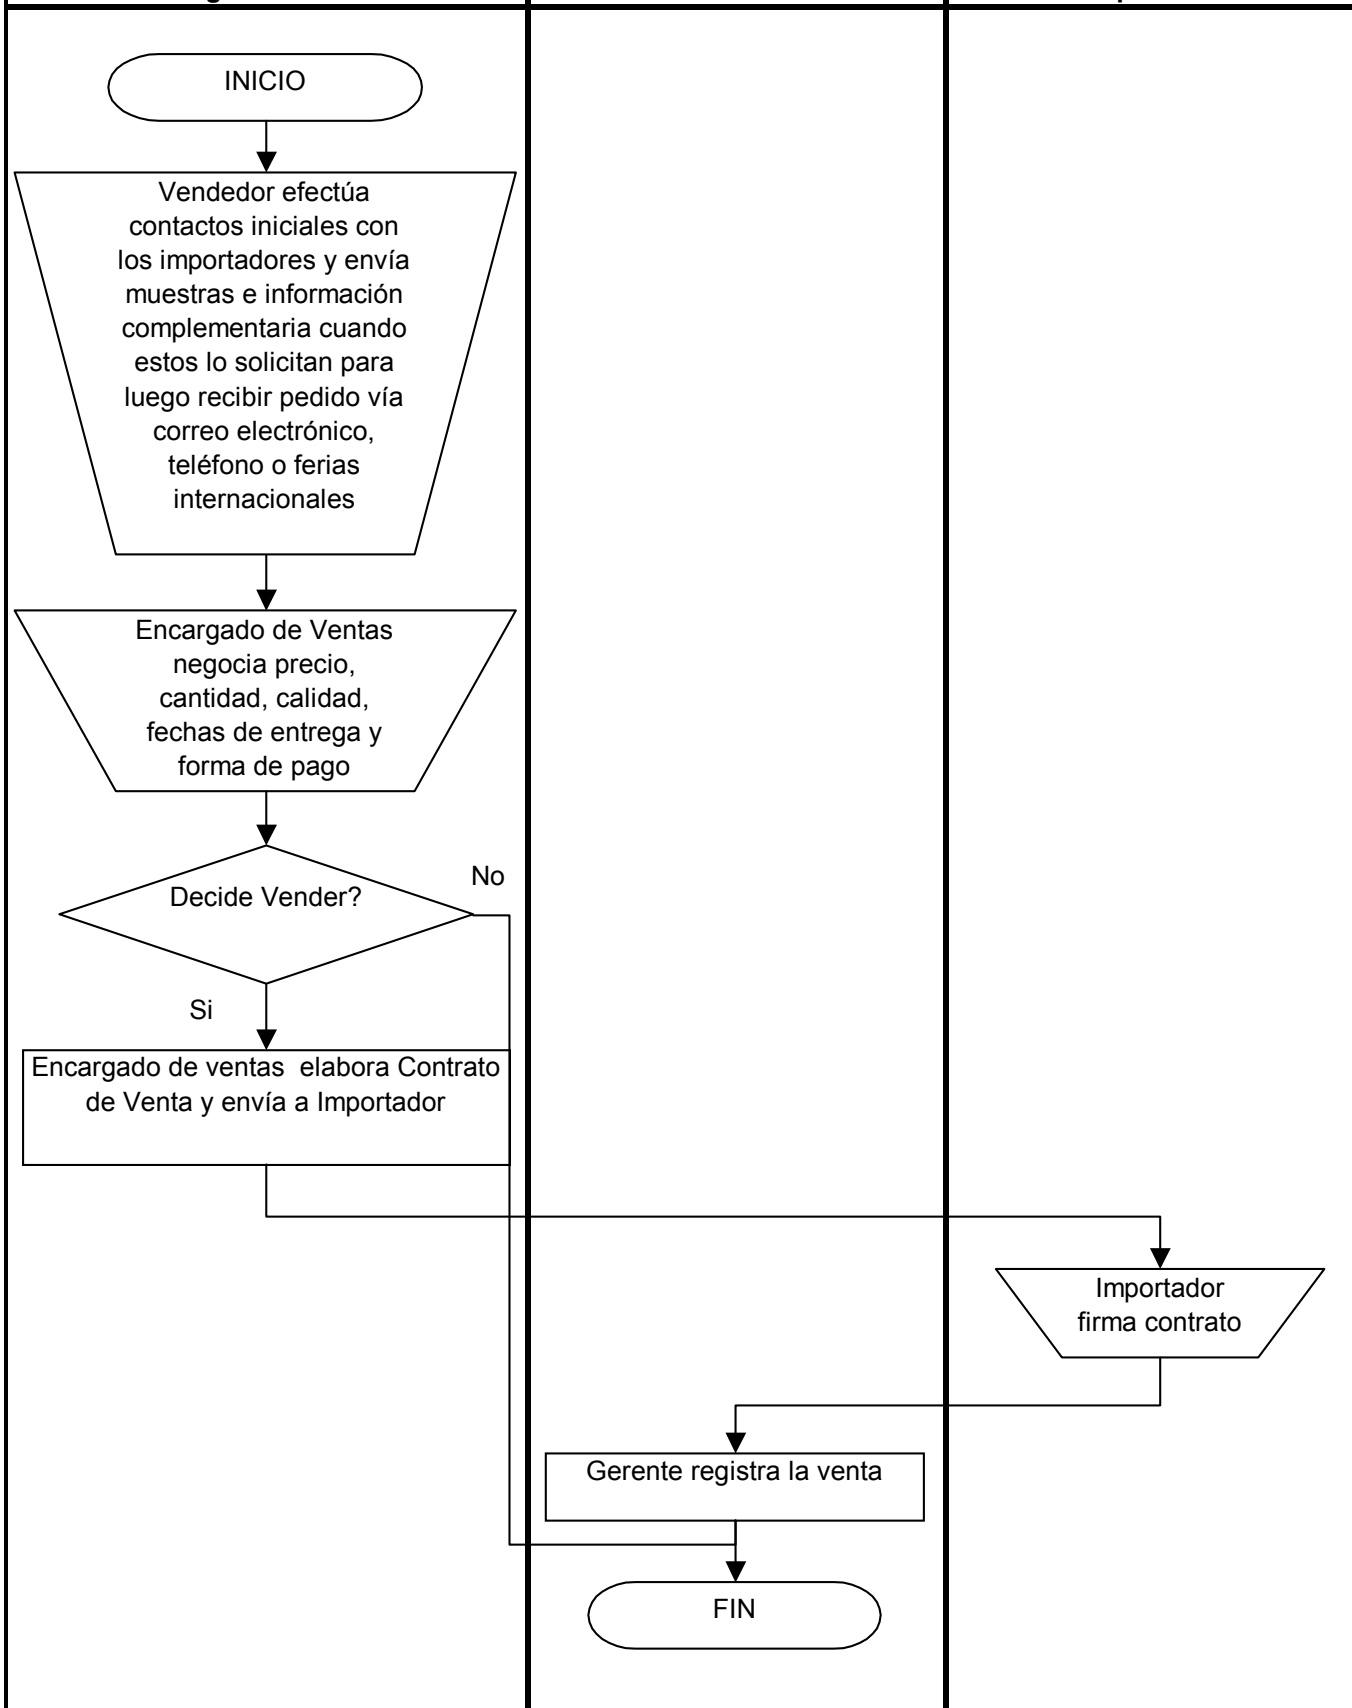 INICIO
Vendedor efectúa
contactos iniciales con
los importadores y envía
muestras e información
complementaria cuando
estos lo solicitan para
luego recibir pedido vía
correo electrónico,
teléfono o ferias
internacionales
Encargado de Ventas
negocia precio,
cantidad, calidad,
fechas de entrega y
forma de pago
Decide Vender?
No
Si
Encargado de ventas  elabora Contrato
de Venta y envía a Importador
Importador
firma contrato
Gerente registra la venta
FIN